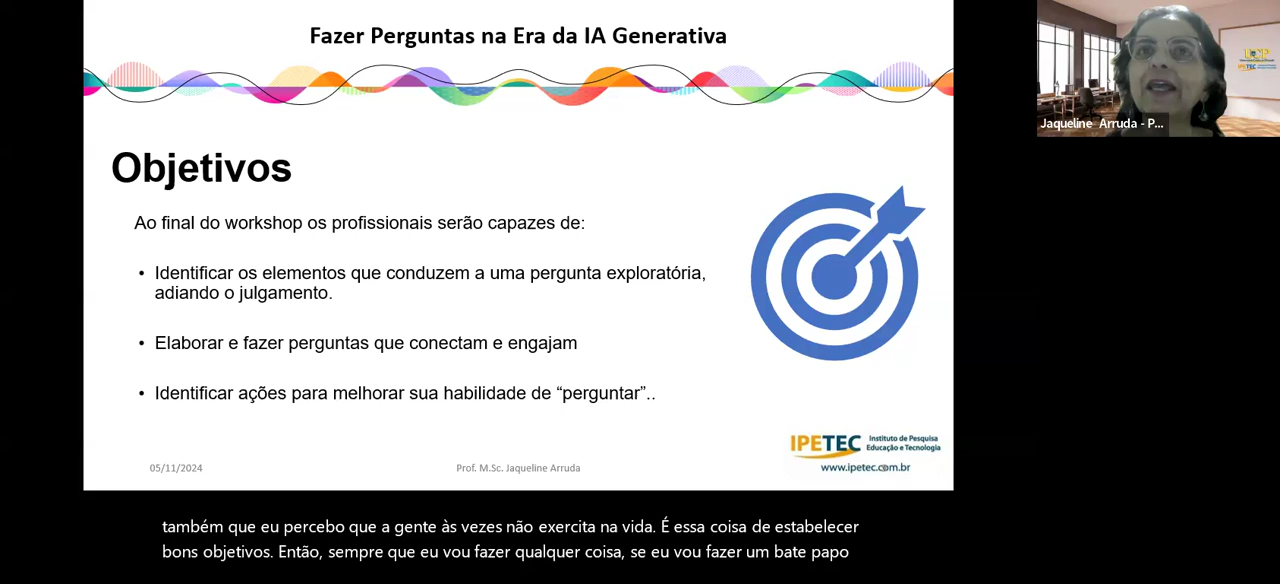 Fazer Perguntas na Era da IA Generativa
Objetivos
Ao final do workshop os profissionais serão capazes de:
• Identificar os elementos que conduzem a uma pergunta exploratória,
adiando o julgamento.
• Elaborar e fazer perguntas que conectam e engajam
• Identificar ações para melhorar sua habilidade de “perguntar”..
IPETEC Instituto de Pesquisa
Educação e Tecnologia
www.ipetec.com.br
05/11/2024
Prof. M.Sc. Jaqueline Arruda
Jaqueline Arruda - P...
IPETEC
também que eu percebo que a gente às vezes não exercita na vida. É essa coisa de estabelecer
bons objetivos. Então, sempre que eu vou fazer qualquer coisa, se eu vou fazer um bate papo